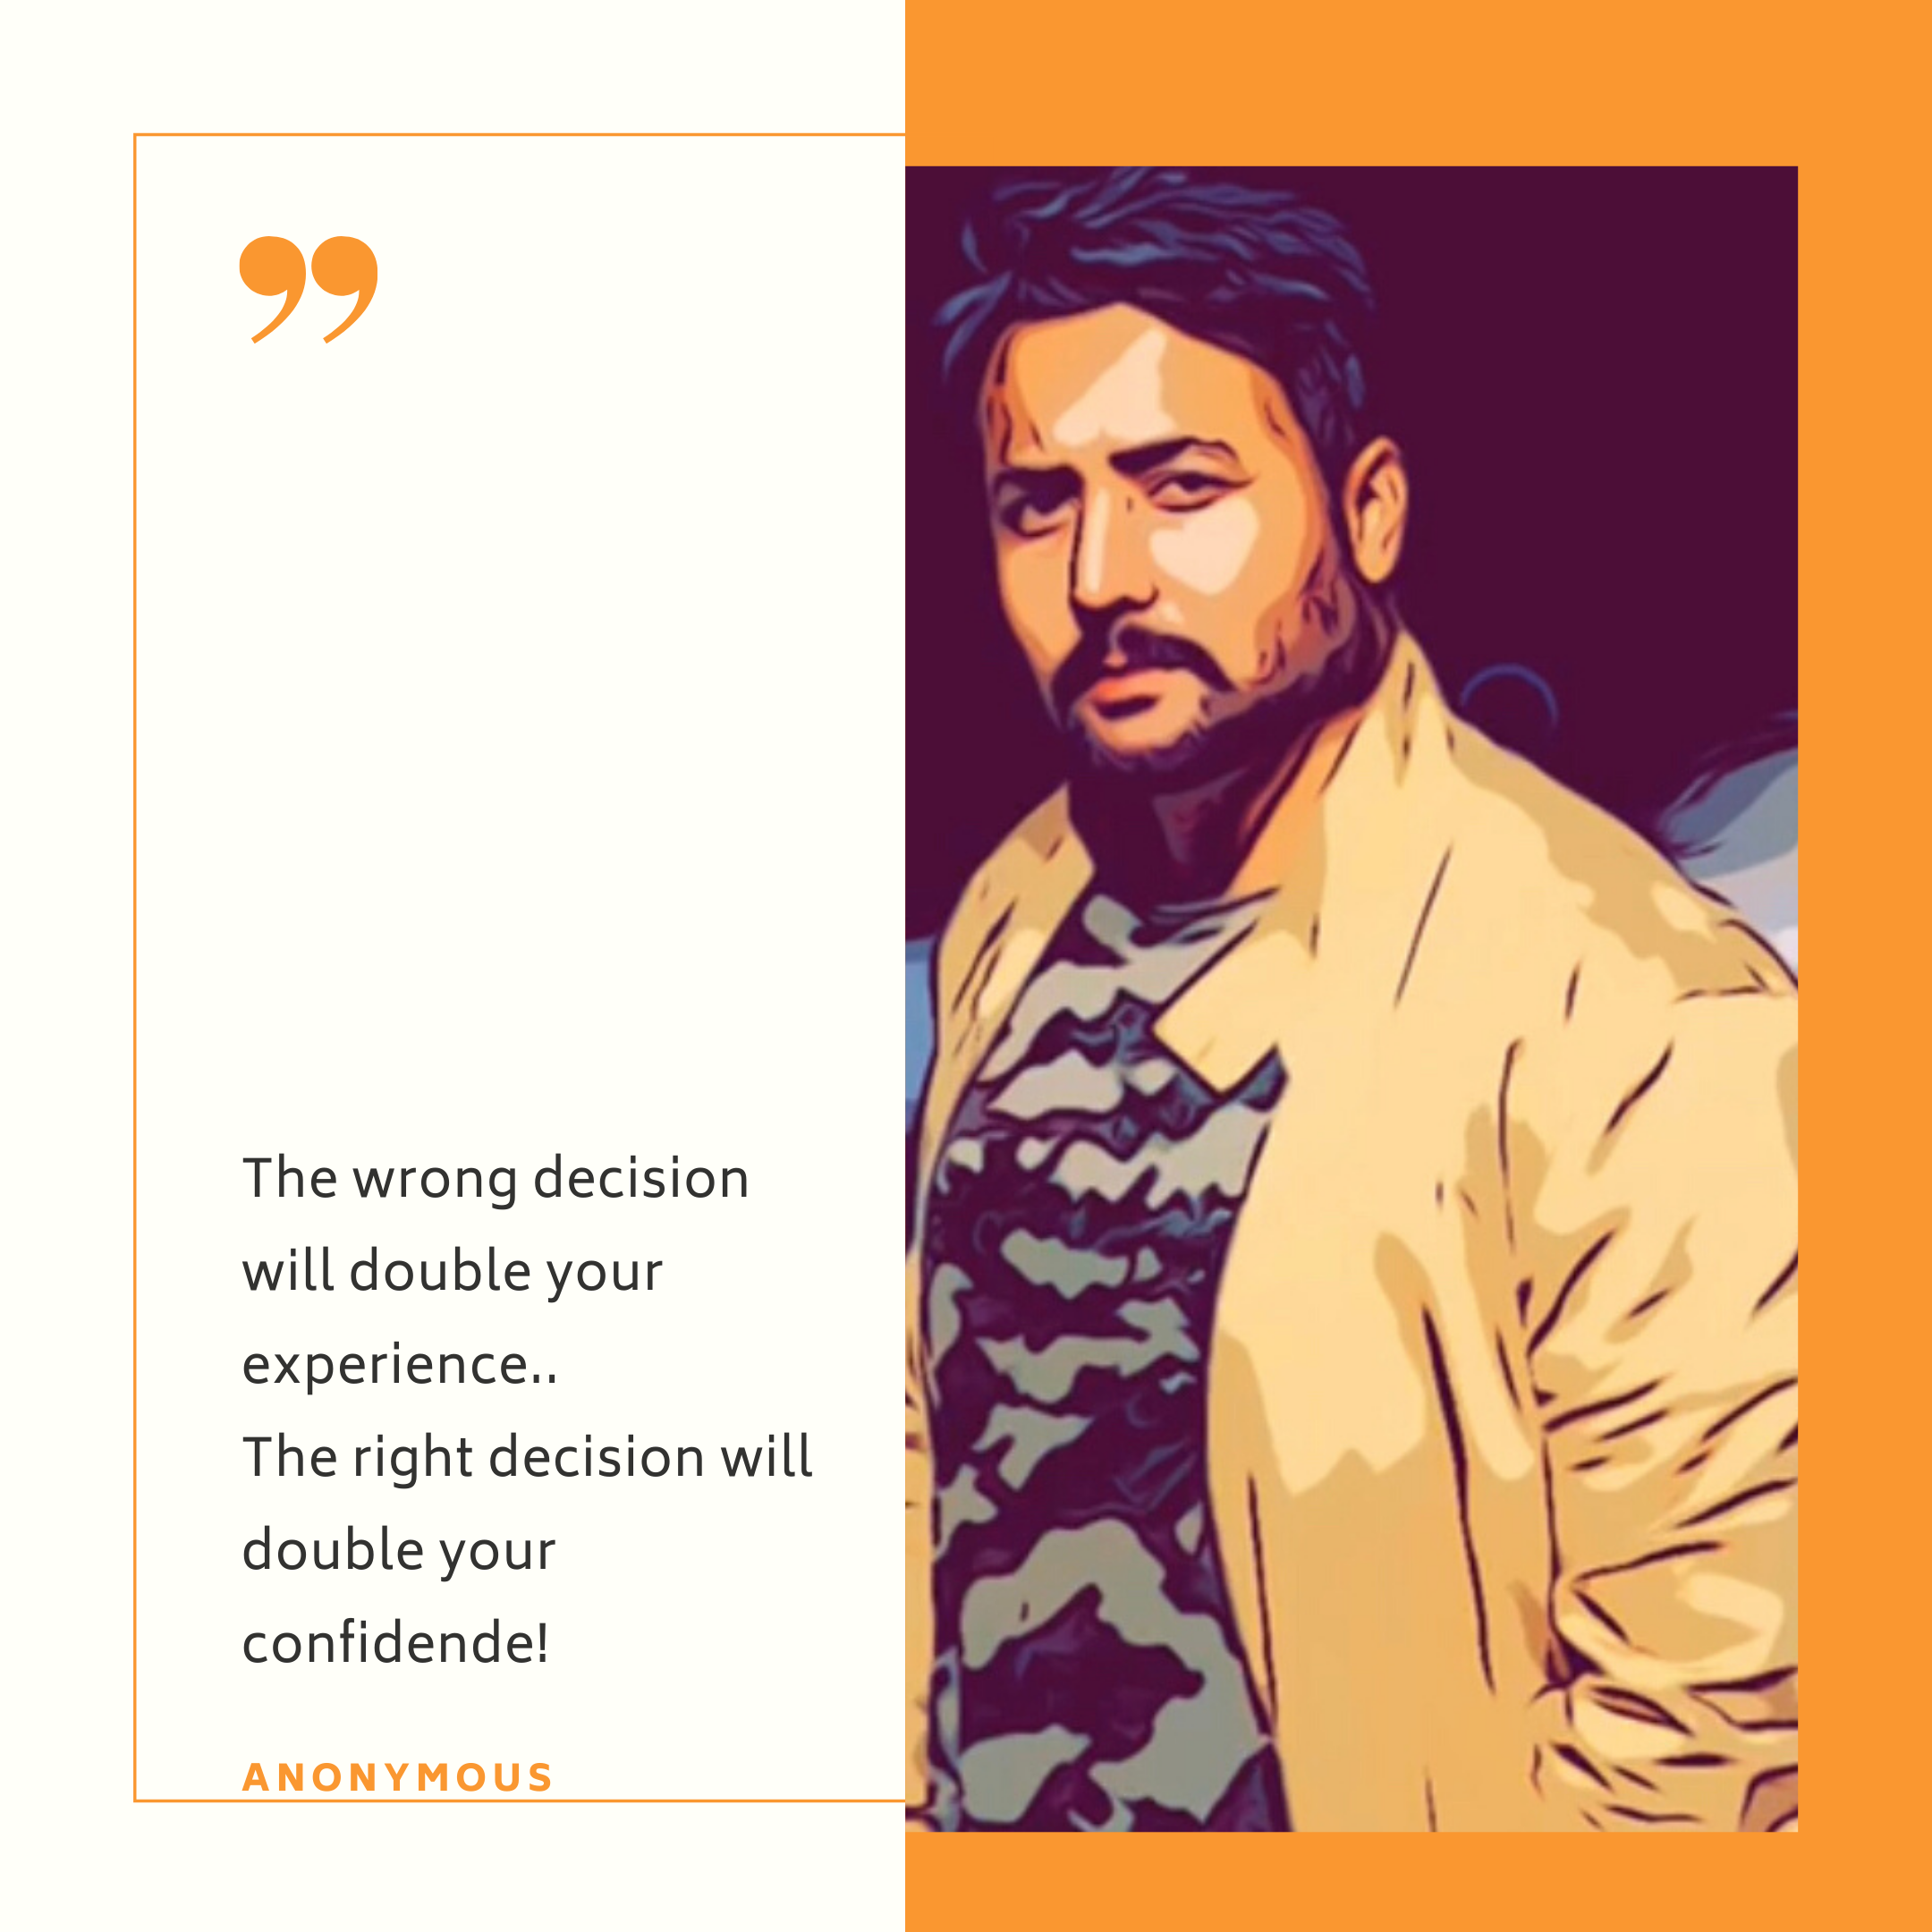 ”
The wrong decision
will double your
experience..
The right decision will
double your
confidende!
ANONYMOUS